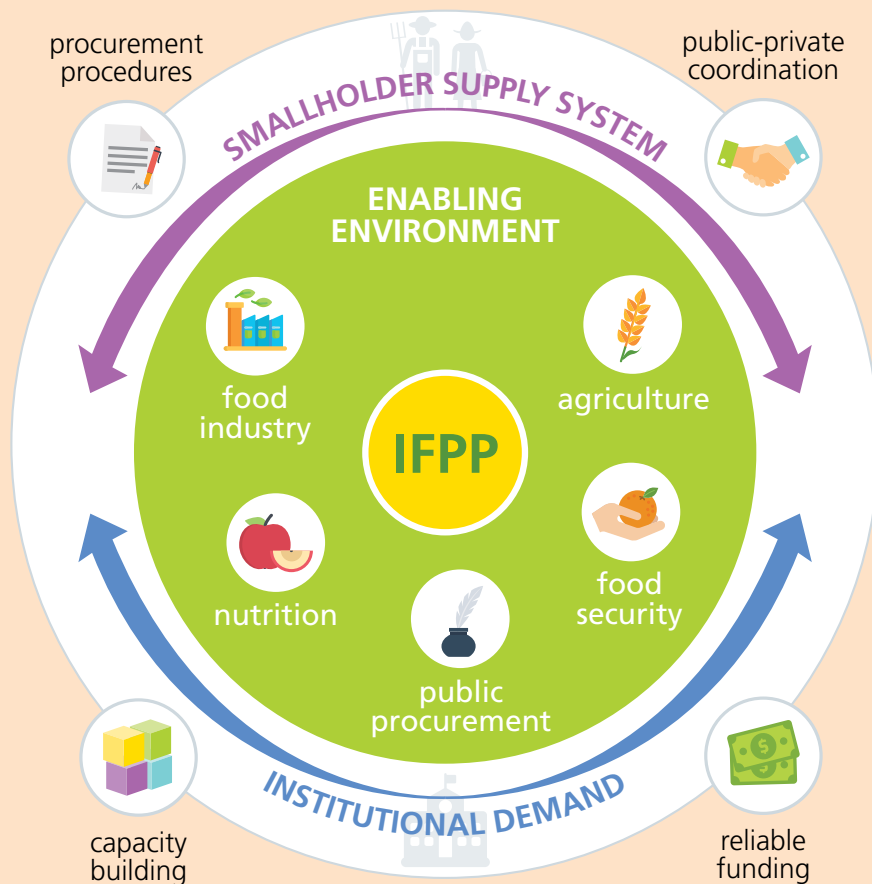 procurement
procedures
public-private
coordination
SMALLHOLDER SUPPLY SYSTEM
ENABLING
ENVIRONMENT
food
industry
agriculture
IFPP
nutrition
food
security
public
procurement
INSTITUTIONAL DEMAND
capacity
building
reliable
funding